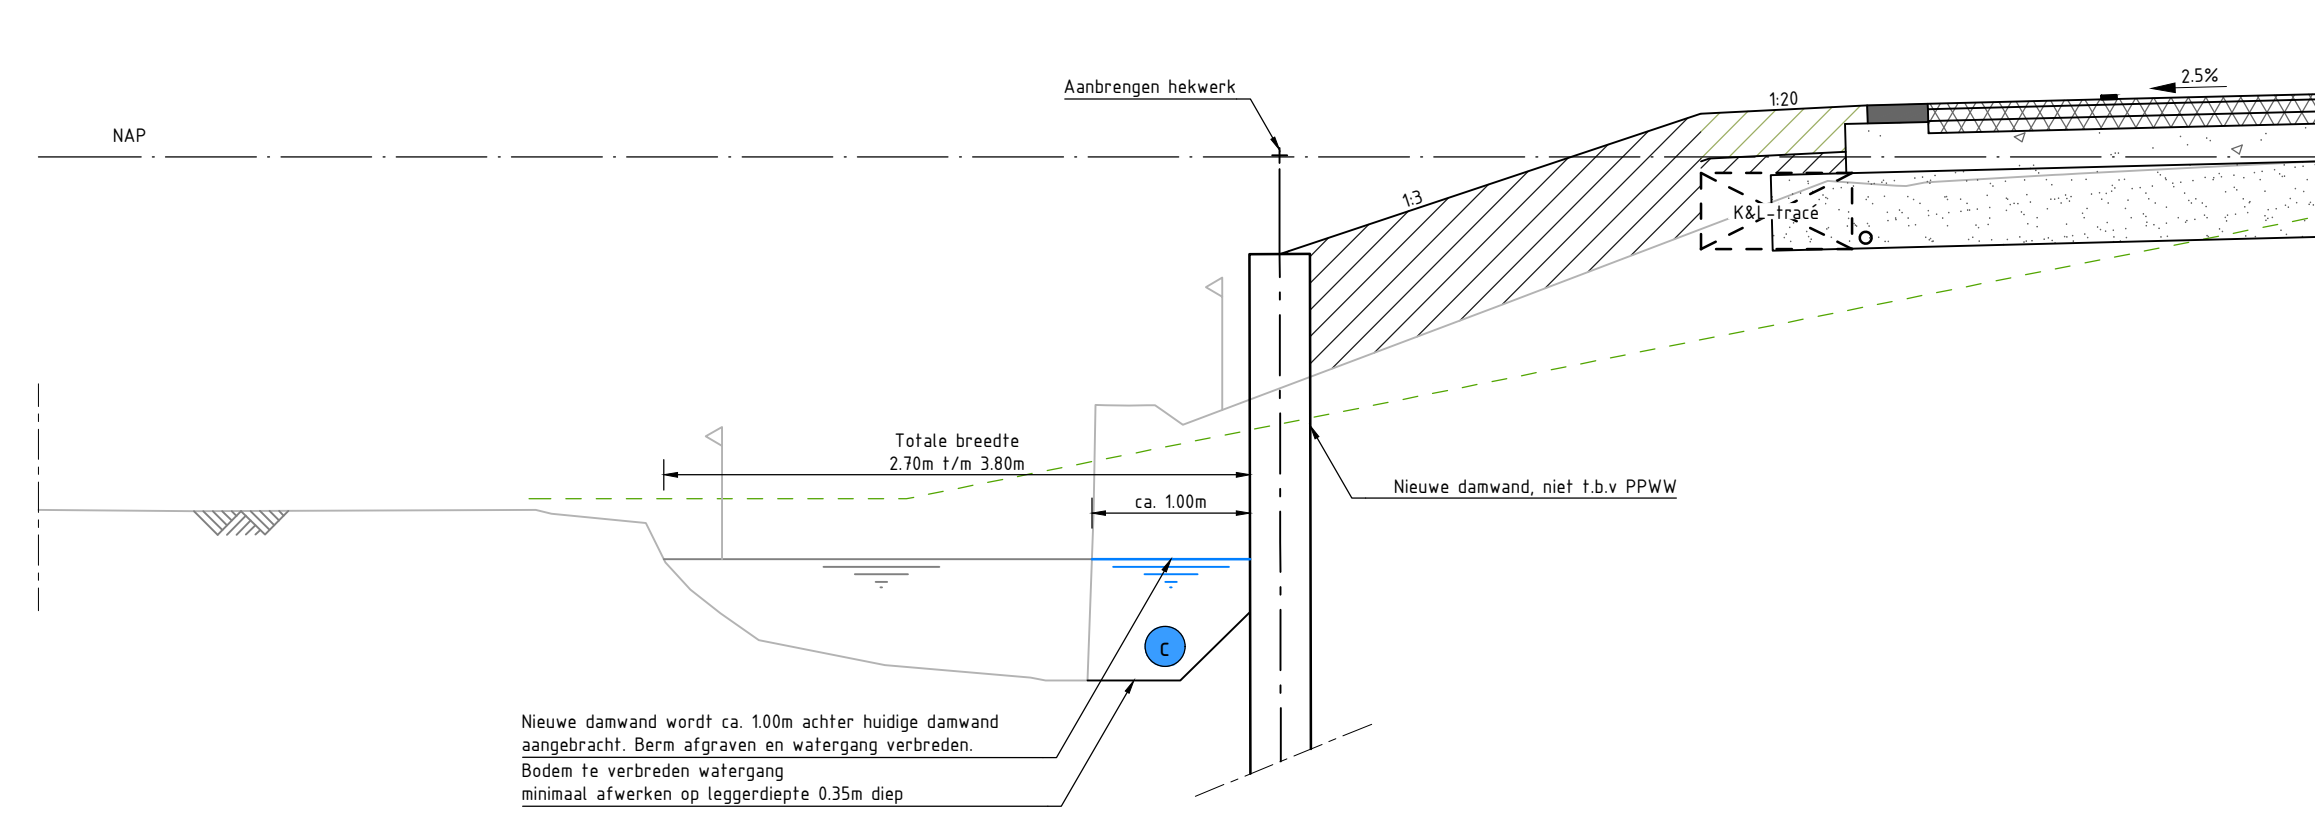 2.5%
Aanbrengen hekwerk
1:20
NAP
1:3
K&L-tracé
Totale breedte
2.70m t/m 3.80m
Nieuwe damwand, niet t.b.v PPWW
ca. 1.00m
C
Nieuwe damwand wordt ca. 1.00m achter huidige damwand
aangebracht. Berm afgraven en watergang verbreden.
Bodem te verbreden watergang
minimaal afwerken op leggerdiepte 0.35m diep